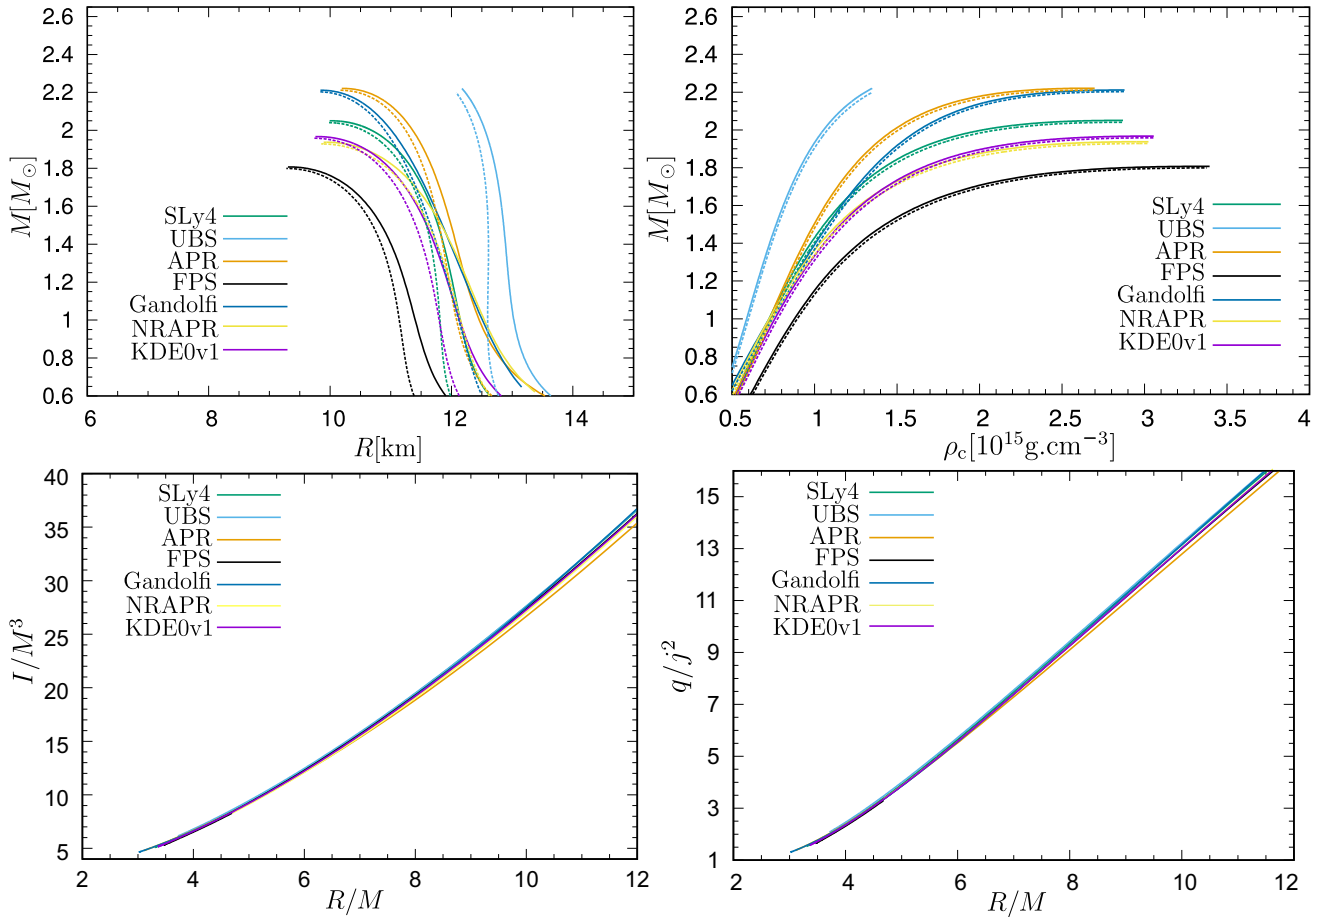 2.6
2.4
2.2
2
1.8
1.6
1.4
1.2
1
0.8
0.6
M[M⊙]
SLy4
UBS
APR
FPS
Gandolfi
NRAPR
KDE0v1
6 8 10 12 14
R[km]
2.6
2.4
2.2
2
1.8
1.6
1.4
1.2
1
0.8
0.6
M[M⊙]
SLy4
UBS
APR
FPS
Gandolfi
NRAPR
KDE0v1
0.5 1 1.5 2 2.5 3 3.5 4
ρc[10¹⁵g.cm⁻³]
40
35
30
25
20
15
10
5
I/M³
SLy4
UBS
APR
FPS
Gandolfi
NRAPR
KDE0v1
2 4 6 8 10 12
R/M
15
13
11
9
7
5
3
1
q/j²
SLy4
UBS
APR
FPS
Gandolfi
NRAPR
KDE0v1
2 4 6 8 10 12
R/M